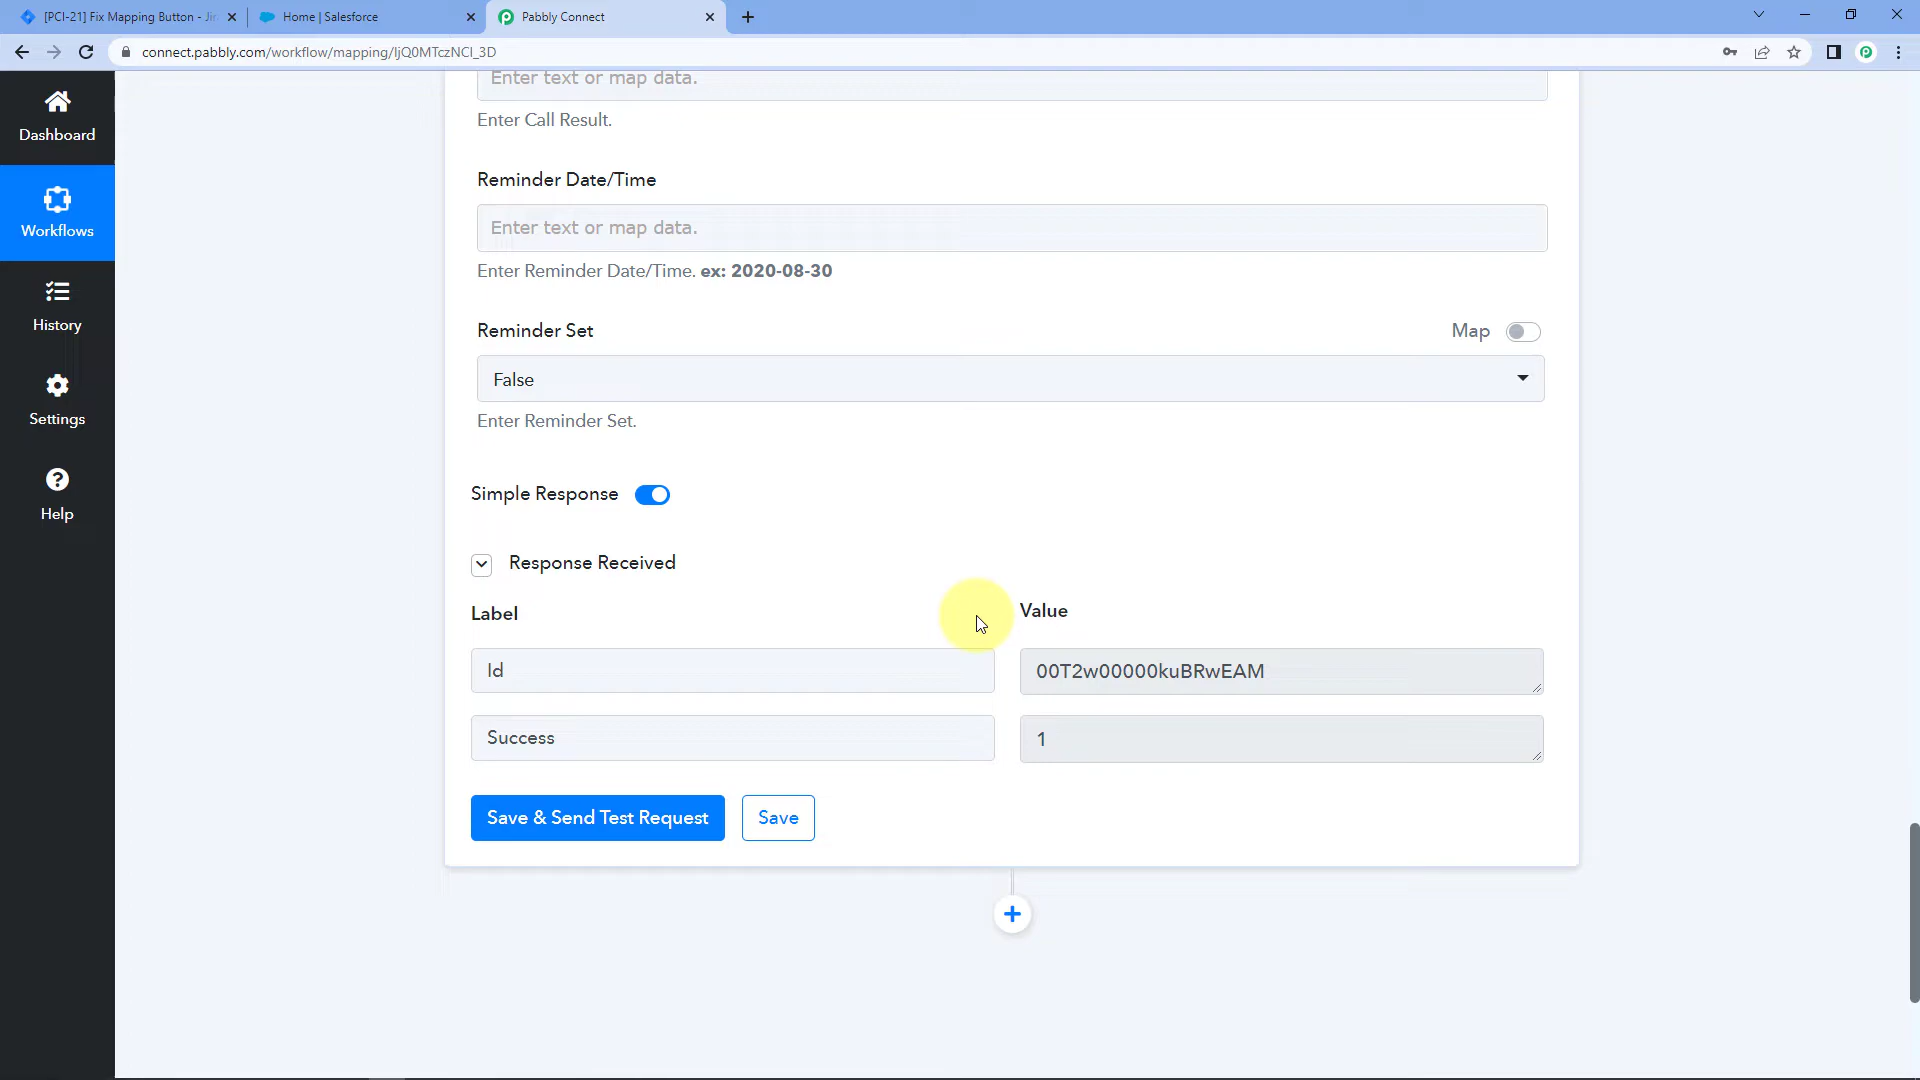 [PCI-21] Fix Mapping Button - Jir
Home | Salesforce
Pabbly Connect
connect.pabbly.com/workflow/mapping/IjQ0MTczNCI_3D
Dashboard
Workflows
History
Settings
Help
Enter text or map data.
Enter Call Result.
Reminder Date/Time
Enter text or map data.
Enter Reminder Date/Time. ex: 2020-08-30
Reminder Set
Map
False
Enter Reminder Set.
Simple Response
Response Received
Label
Value
Id
00T2w00000kuBRwEAM
Success
1
Save & Send Test Request
Save